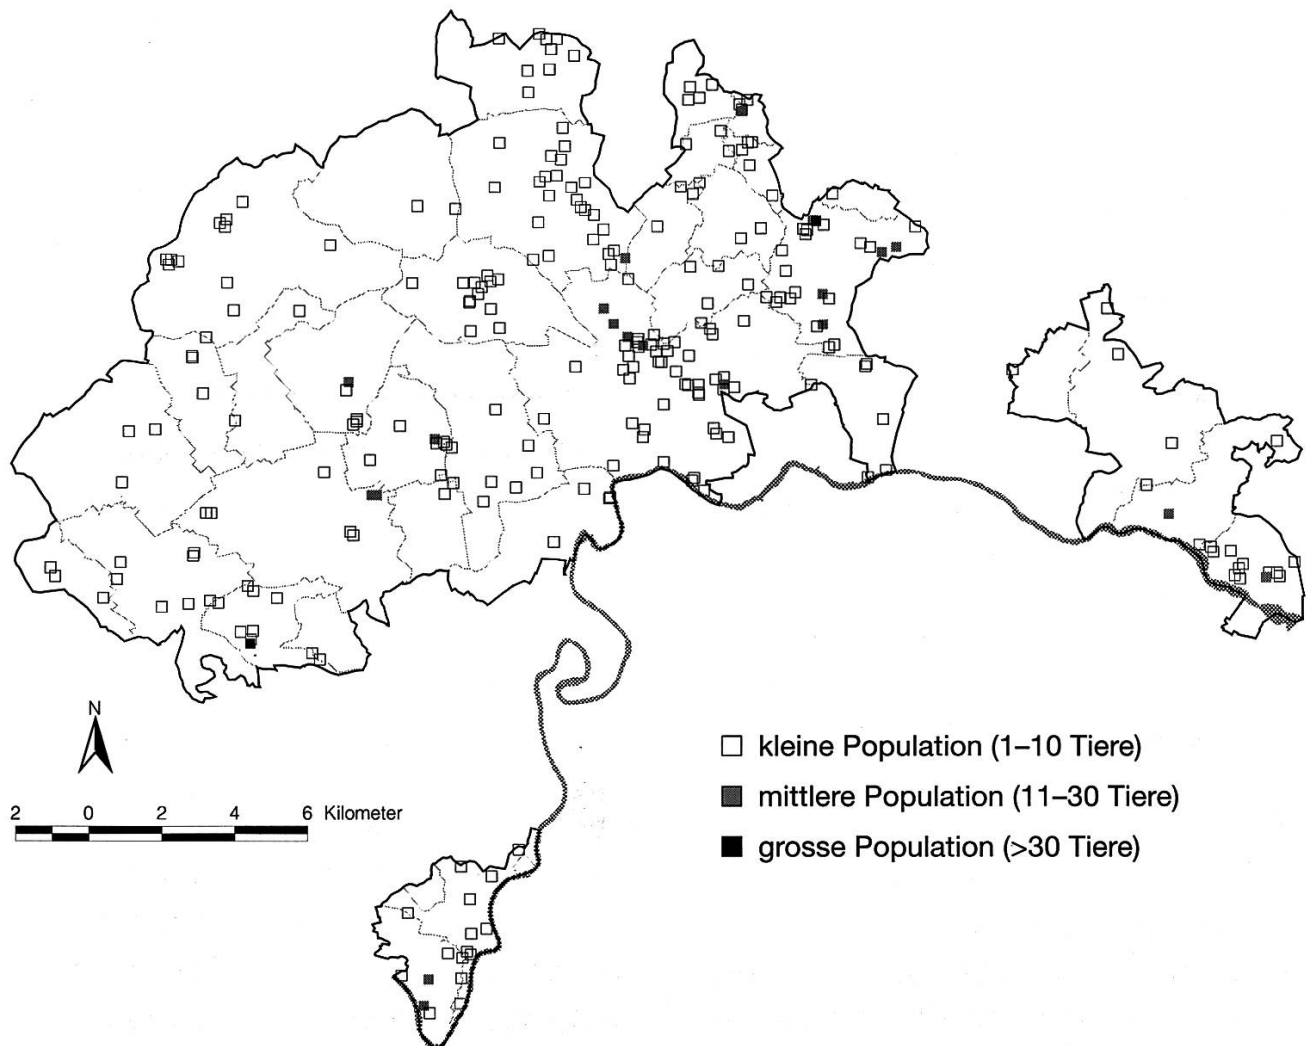 N
2 0 2 4 6 Kilometer
kleine Population (1–10 Tiere)
mittlere Population (11–30 Tiere)
grosse Population (>30 Tiere)